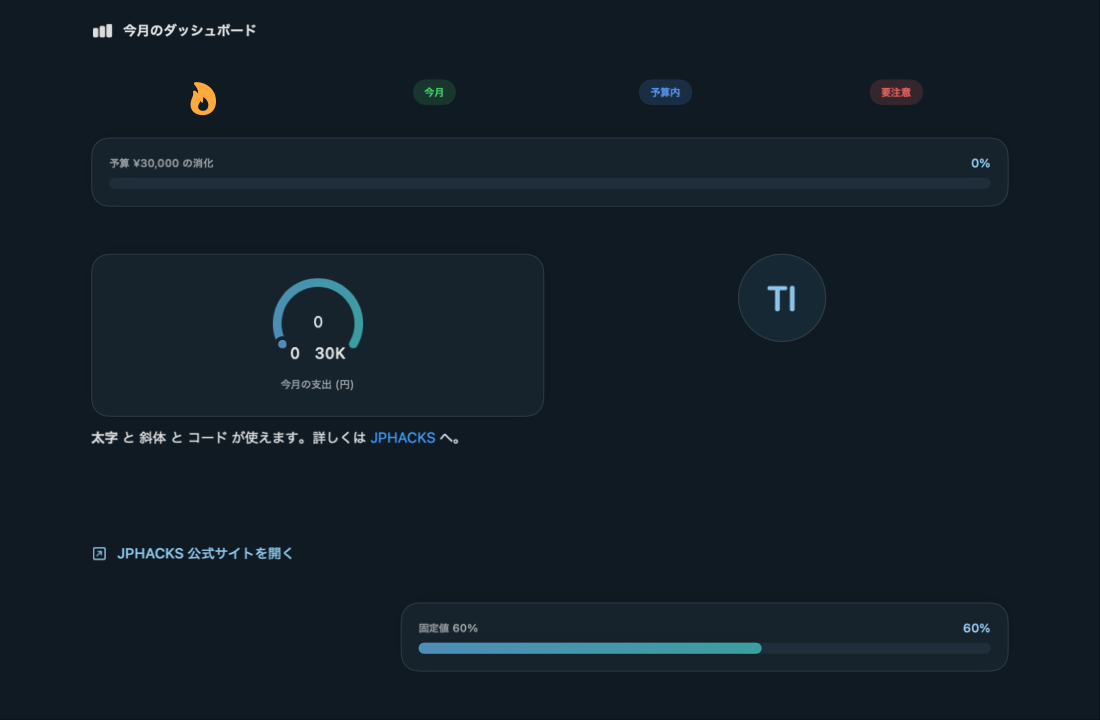 今月のダッシュボード
今月
予算内
要注意
予算 ¥30,000 の消化
0%
0
0 30K
今月の支出 (円)
TI
太字 と 斜体 と コード が使えます。詳しくは JPHACKS へ。
JPHACKS 公式サイトを開く
固定値 60%
60%